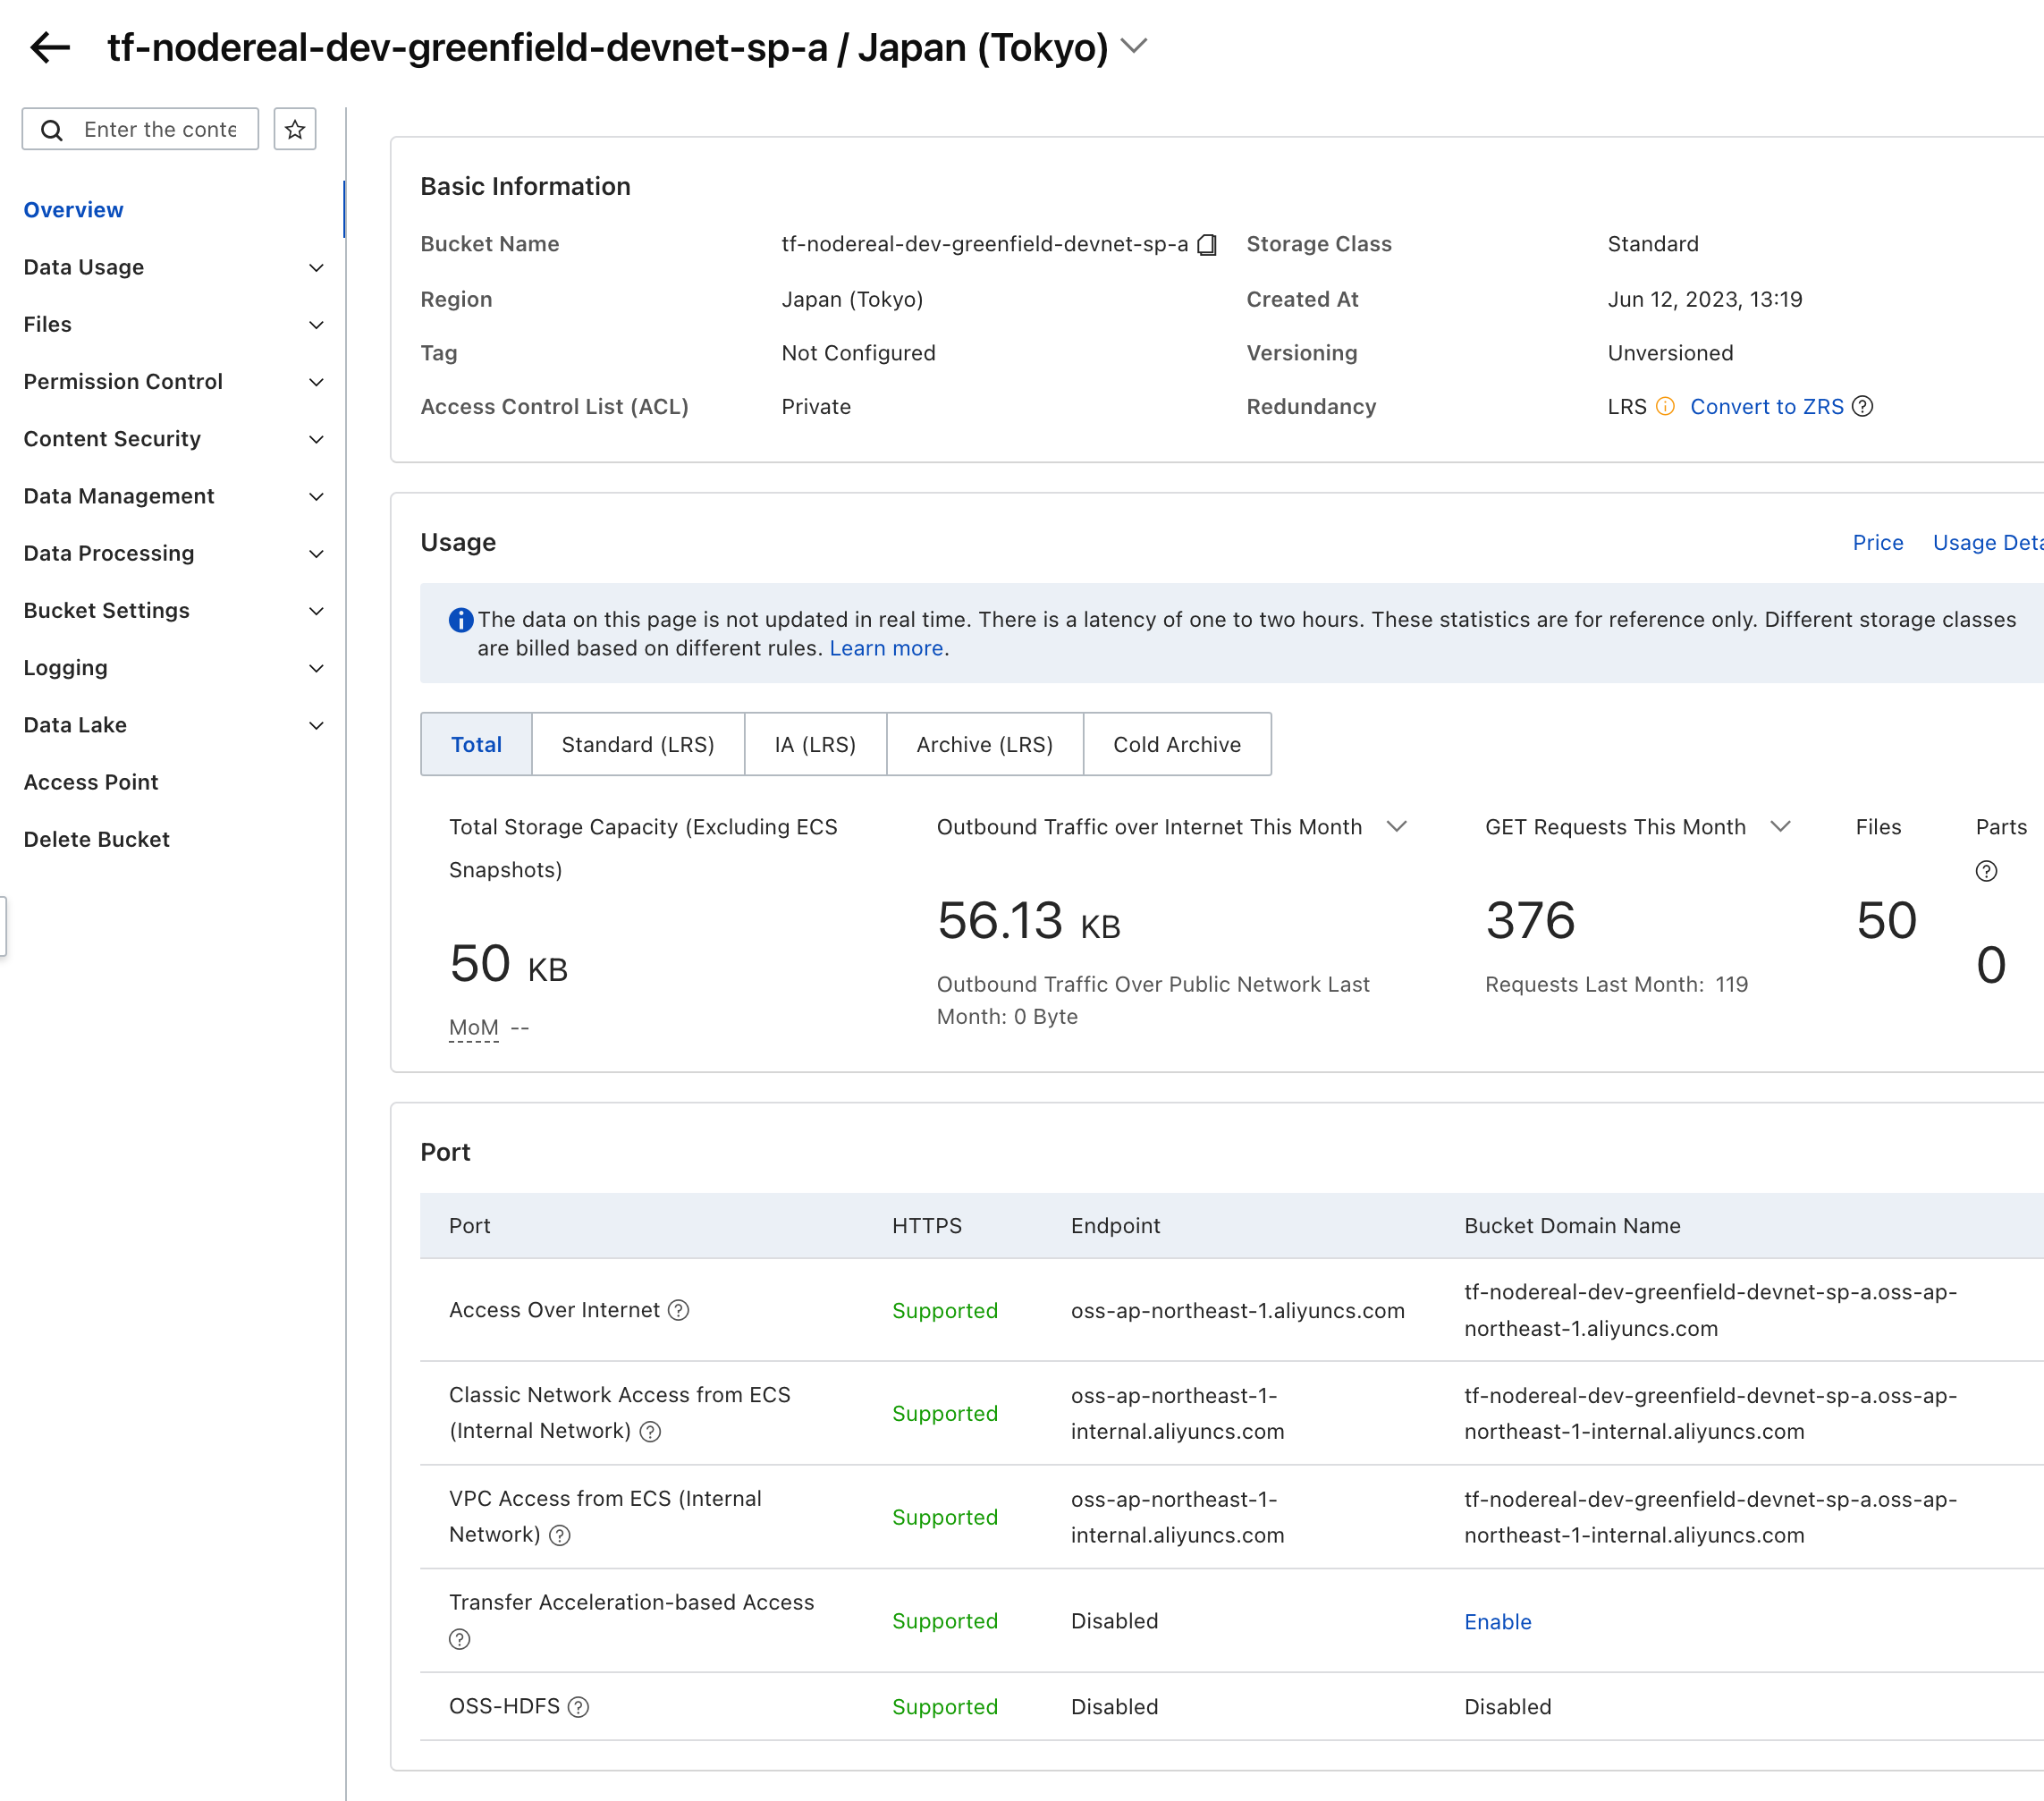 tf-nodereal-dev-greenfield-devnet-sp-a / Japan (Tokyo)
Enter the conte
Overview
Data Usage
Files
Permission Control
Content Security
Data Management
Data Processing
Bucket Settings
Logging
Data Lake
Access Point
Delete Bucket
Basic Information
Bucket Name tf-nodereal-dev-greenfield-devnet-sp-a Storage Class Standard
Region Japan (Tokyo) Created At Jun 12, 2023, 13:19
Tag Not Configured Versioning Unversioned
Access Control List (ACL) Private Redundancy LRS Convert to ZRS
Usage Price Usage Deta
The data on this page is not updated in real time. There is a latency of one to two hours. These statistics are for reference only. Different storage classes
are billed based on different rules. Learn more.
Total Standard (LRS) IA (LRS) Archive (LRS) Cold Archive
Total Storage Capacity (Excluding ECS
Snapshots)
50 KB
MoM --
Outbound Traffic over Internet This Month
56.13 KB
Outbound Traffic Over Public Network Last
Month: 0 Byte
GET Requests This Month
376
Requests Last Month: 119
Files
50
Parts
0
Port
Port HTTPS Endpoint Bucket Domain Name
Access Over Internet Supported oss-ap-northeast-1.aliyuncs.com
tf-nodereal-dev-greenfield-devnet-sp-a.oss-ap-
northeast-1.aliyuncs.com
Classic Network Access from ECS
(Internal Network)
Supported
oss-ap-northeast-1-
internal.aliyuncs.com
tf-nodereal-dev-greenfield-devnet-sp-a.oss-ap-
northeast-1-internal.aliyuncs.com
VPC Access from ECS (Internal
Network)
Supported
oss-ap-northeast-1-
internal.aliyuncs.com
tf-nodereal-dev-greenfield-devnet-sp-a.oss-ap-
northeast-1-internal.aliyuncs.com
Transfer Acceleration-based Access Supported Disabled Enable
OSS-HDFS Supported Disabled Disabled